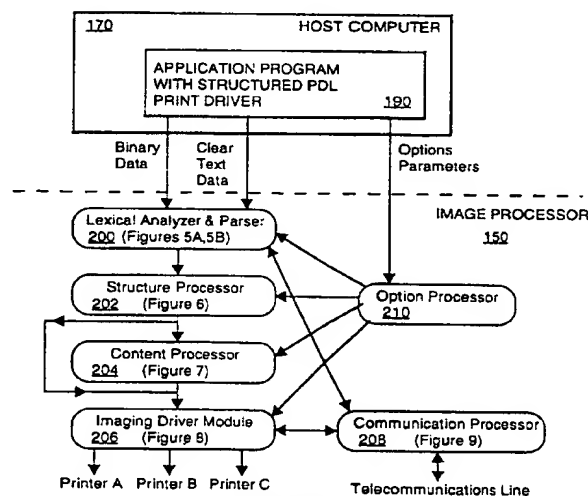 170 HOST COMPUTER
APPLICATION PROGRAM
WITH STRUCTURED PDL
PRINT DRIVER 190
Binary
Data
Clear
Text
Data
Options
Parameters
IMAGE PROCESSOR
150
Lexical Analyzer & Parser
200 (Figures 5A,5B)
Structure Processor
202 (Figure 6)
Option Processor
210
Content Processor
204 (Figure 7)
Imaging Driver Module
206 (Figure 8)
Communication Processor
208 (Figure 9)
Printer A Printer B Printer C
Telecommunications Line